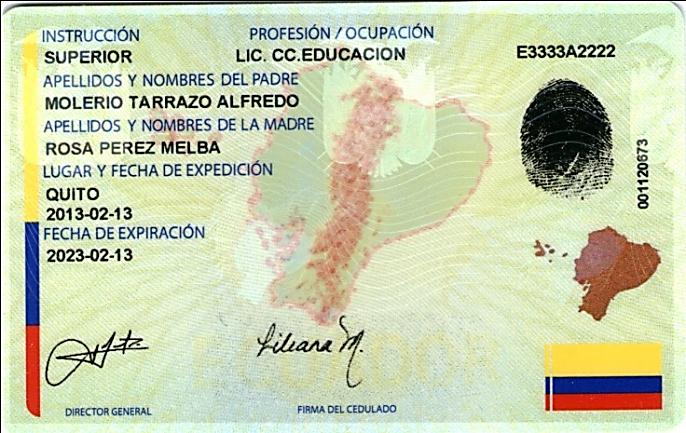 INSTRUCCIÓN
PROFESIÓN / OCUPACIÓN
SUPERIOR
LIC. CC.EDUCACION
E3333A2222
APELLIDOS Y NOMBRES DEL PADRE
MOLERIO TARRAZO ALFREDO
APELLIDOS Y NOMBRES DE LA MADRE
ROSA PEREZ MELBA
LUGAR Y FECHA DE EXPEDICIÓN
QUITO
2013-02-13
FECHA DE EXPIRACIÓN
2023-02-13
001120673
Liliana M.
ECUADOR
DIRECTOR GENERAL
FIRMA DEL CEDULADO